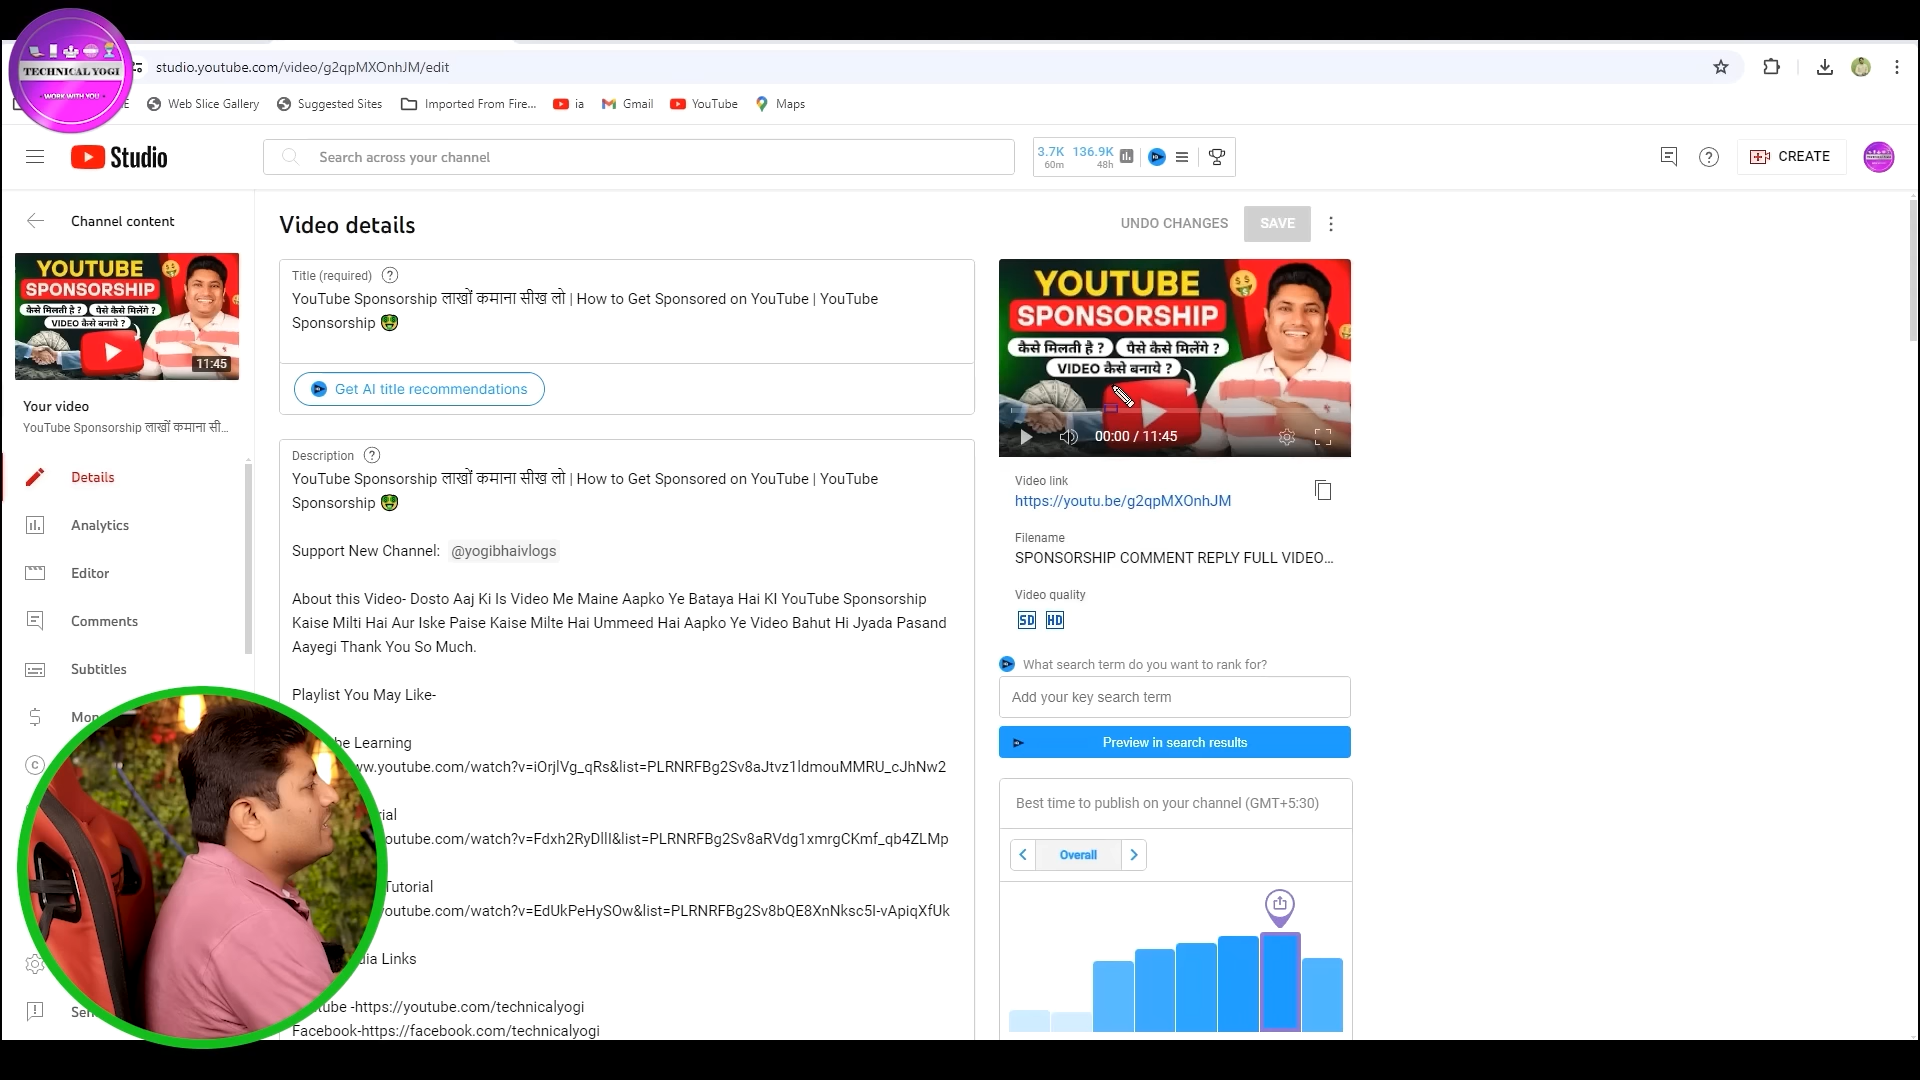 TECHNICAL YOGI
- WORK WITH YOU -
studio.youtube.com/video/g2qpMXOnhJM/edit
Web Slice Gallery
Suggested Sites
Imported From Fire...
ia
Gmail
YouTube
Maps
Studio
Search across your channel
3.7K 136.9K
60m 48h
CREATE
Channel content
YOUTUBE
SPONSORSHIP
कैसे मिलती है ? पैसे कैसे मिलेंगे ?
VIDEO कैसे बनाये ?
11:45
Your video
YouTube Sponsorship लाखों कमाना सी...
Details
Analytics
Editor
Comments
Subtitles
Video details
UNDO CHANGES
SAVE
Title (required)
YouTube Sponsorship लाखों कमाना सीख लो | How to Get Sponsored on YouTube | YouTube
Sponsorship 🤑
Get AI title recommendations
Description
YouTube Sponsorship लाखों कमाना सीख लो | How to Get Sponsored on YouTube | YouTube
Sponsorship 🤑
Support New Channel: @yogibhaivlogs
About this Video- Dosto Aaj Ki Is Video Me Maine Aapko Ye Bataya Hai KI YouTube Sponsorship
Kaise Milti Hai Aur Iske Paise Kaise Milte Hai Ummeed Hai Aapko Ye Video Bahut Hi Jyada Pasand
Aayegi Thank You So Much.
Playlist You May Like-
be Learning
ww.youtube.com/watch?v=iOrjlVg_qRs&list=PLRNRFBg2Sv8aJtvz1ldmouMMRU_cJhNw2
rial
outube.com/watch?v=Fdxh2RyDllI&list=PLRNRFBg2Sv8aRVdg1xmrgCKmf_qb4ZLMp
Tutorial
youtube.com/watch?v=EdUkPeHySOw&list=PLRNRFBg2Sv8bQE8XnNksc5I-vApiqXfUk
dia Links
tube -https://youtube.com/technicalyogi
Facebook-https://facebook.com/technicalyogi
YOUTUBE
SPONSORSHIP
कैसे मिलती है ? पैसे कैसे मिलेंगे ?
VIDEO कैसे बनाये ?
00:00 / 11:45
Video link
https://youtu.be/g2qpMXOnhJM
Filename
SPONSORSHIP COMMENT REPLY FULL VIDEO...
Video quality
SD HD
What search term do you want to rank for?
Add your key search term
Preview in search results
Best time to publish on your channel (GMT+5:30)
Overall